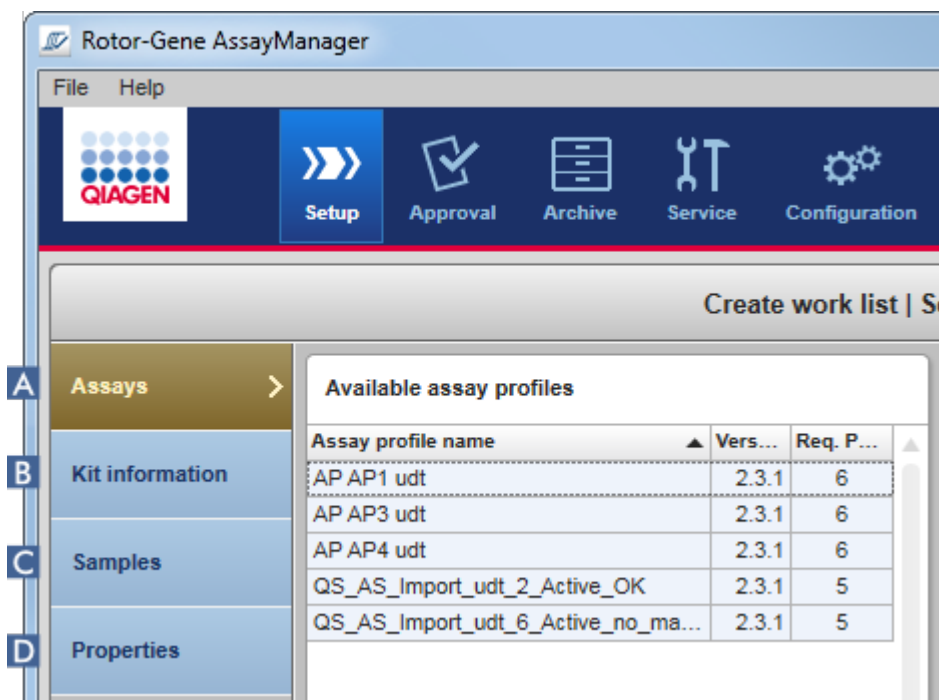 Rotor-Gene AssayManager
File Help
QIAGEN
Setup Approval Archive Service Configuration
Create work list | S
A Assays
Available assay profiles
Assay profile name Vers... Req. P...
B Kit information
AP AP1 udt 2.3.1 6
AP AP3 udt 2.3.1 6
C Samples
AP AP4 udt 2.3.1 6
QS_AS_Import_udt_2_Active_OK 2.3.1 5
QS_AS_Import_udt_6_Active_no_ma... 2.3.1 5
D Properties